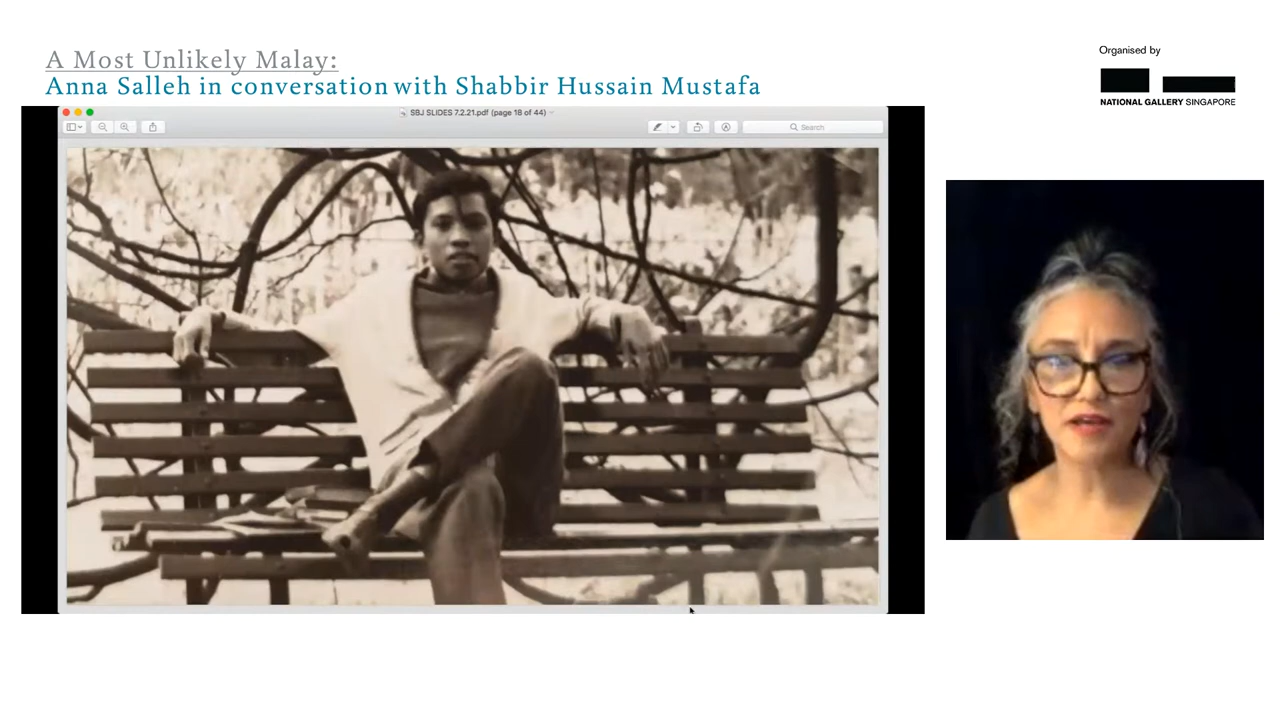 A Most Unlikely Malay:
Anna Salleh in conversation with Shabbir Hussain Mustafa
Organised by
NATIONAL GALLERY SINGAPORE
SBJ SLIDES 7.2.21.pdf (page 18 of 44)
Search